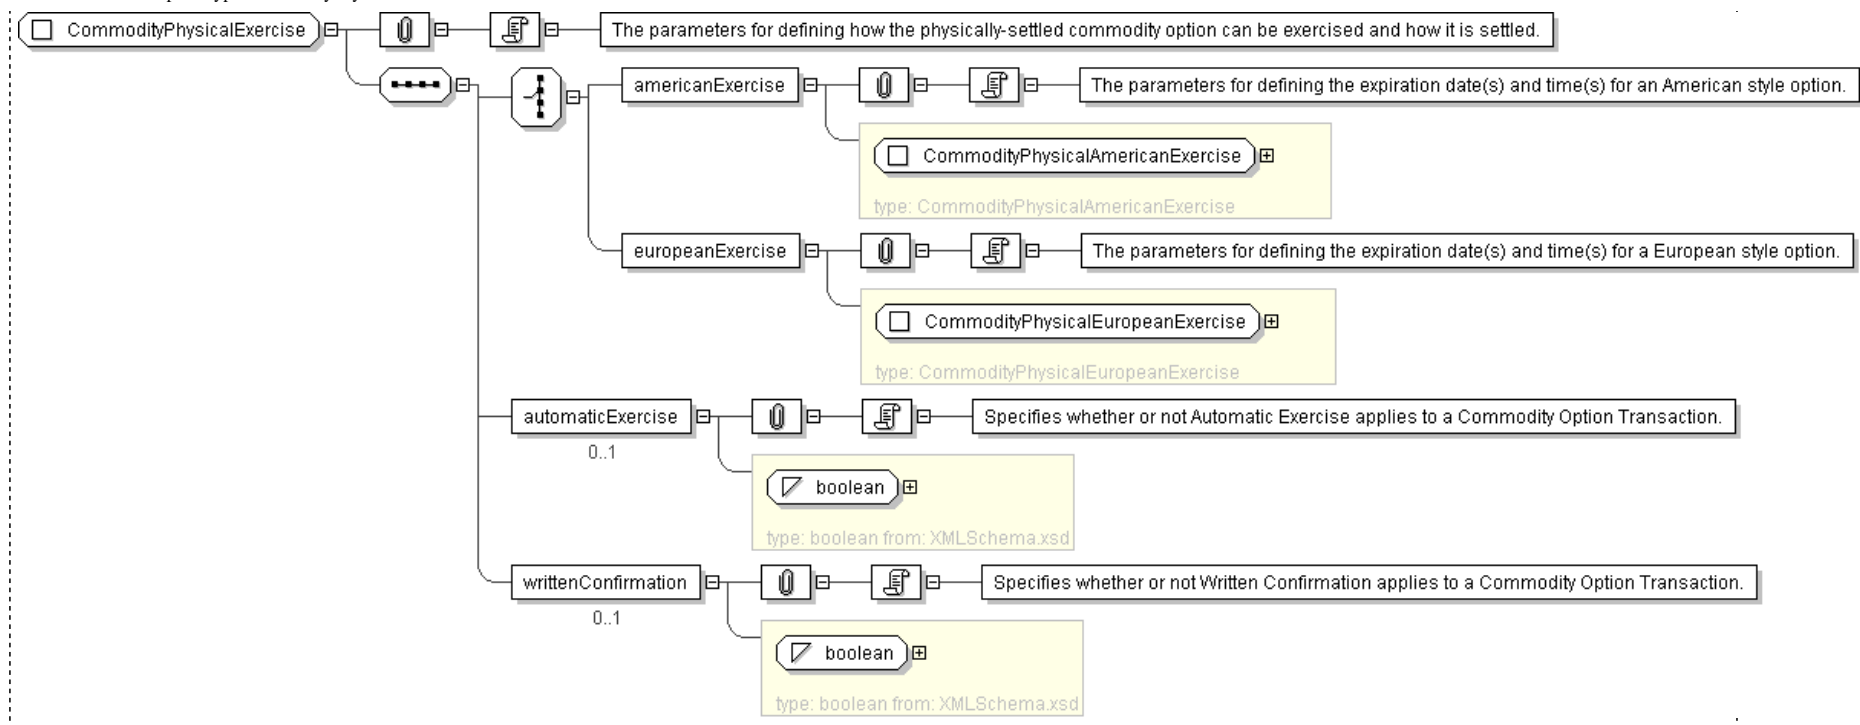 CommodityPhysicalExercise
The parameters for defining how the physically-settled commodity option can be exercised and how it is settled.
americanExercise
The parameters for defining the expiration date(s) and time(s) for an American style option.
CommodityPhysicalAmericanExercise
type: CommodityPhysicalAmericanExercise
europeanExercise
The parameters for defining the expiration date(s) and time(s) for a European style option.
CommodityPhysicalEuropeanExercise
type: CommodityPhysicalEuropeanExercise
automaticExercise
Specifies whether or not Automatic Exercise applies to a Commodity Option Transaction.
0..1
boolean
type: boolean from: XMLSchema.xsd
writtenConfirmation
Specifies whether or not Written Confirmation applies to a Commodity Option Transaction.
0..1
boolean
type: boolean from: XMLSchema.xsd